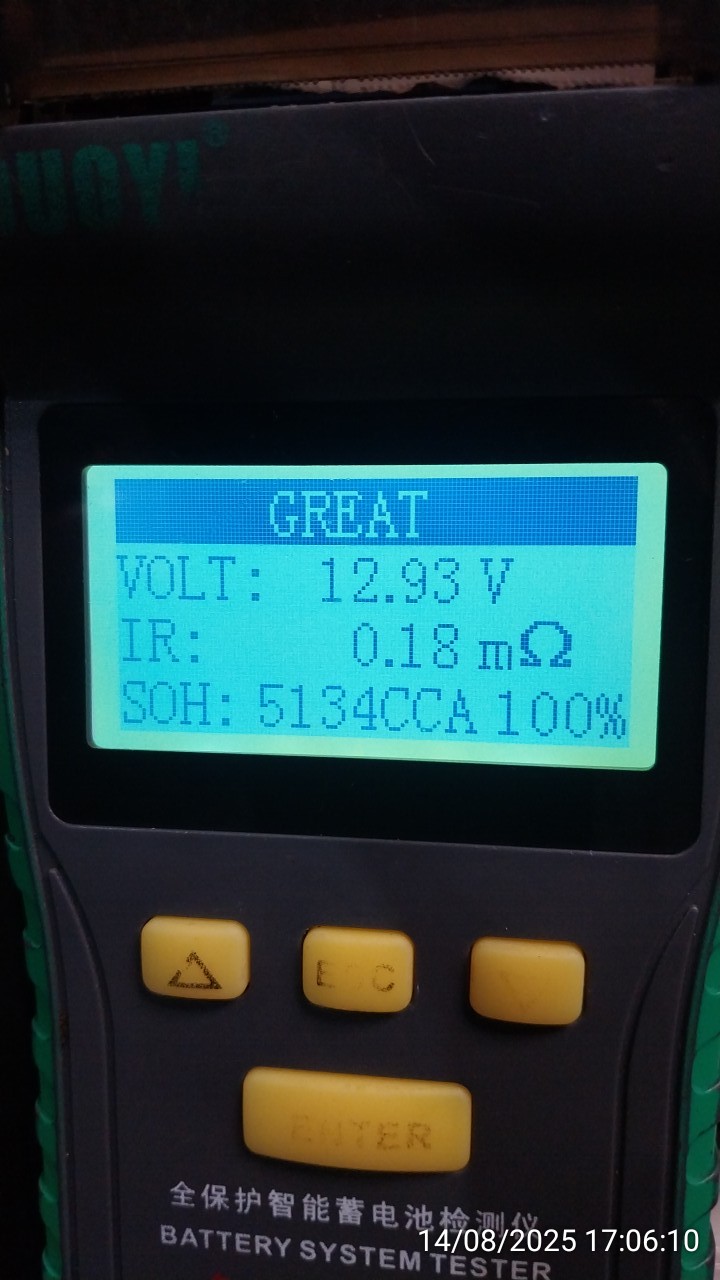 GREAT
VOLT: 12.93 V
IR: 0.18 mΩ
SOH: 5134CCA 100%
ENTER
全保护智能蓄电池检测仪
BATTERY SYSTEM TESTER
14/08/2025 17:06:10